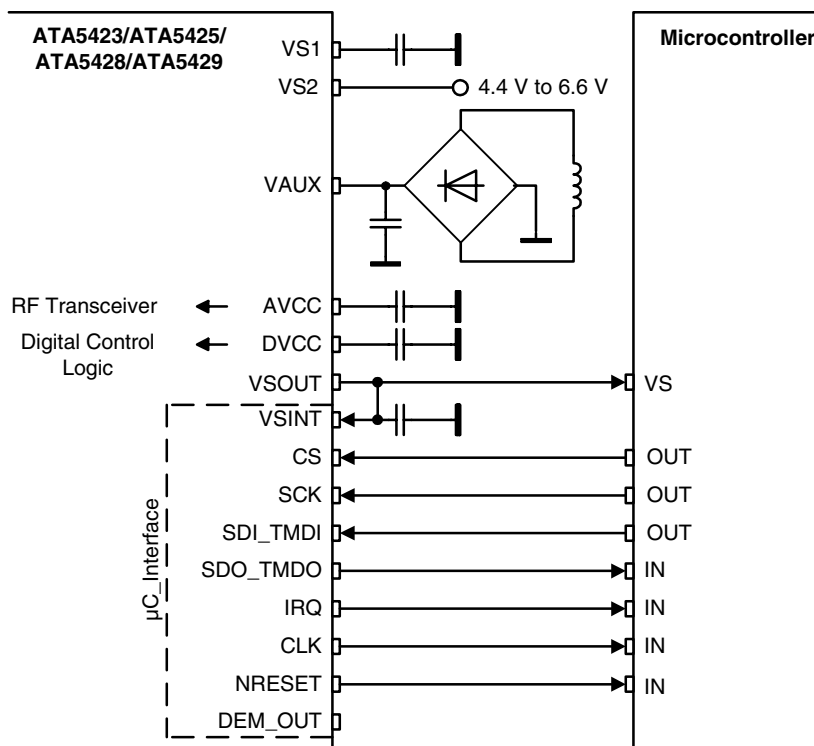 ATA5423/ATA5425/
ATA5428/ATA5429
Microcontroller
VS1
VS2
4.4 V to 6.6 V
VAUX
RF Transceiver
AVCC
Digital Control
Logic
DVCC
VSOUT
VS
VSINT
CS
OUT
SCK
OUT
SDI_TMDI
OUT
µC_Interface
SDO_TMDO
IN
IRQ
IN
CLK
IN
NRESET
IN
DEM_OUT